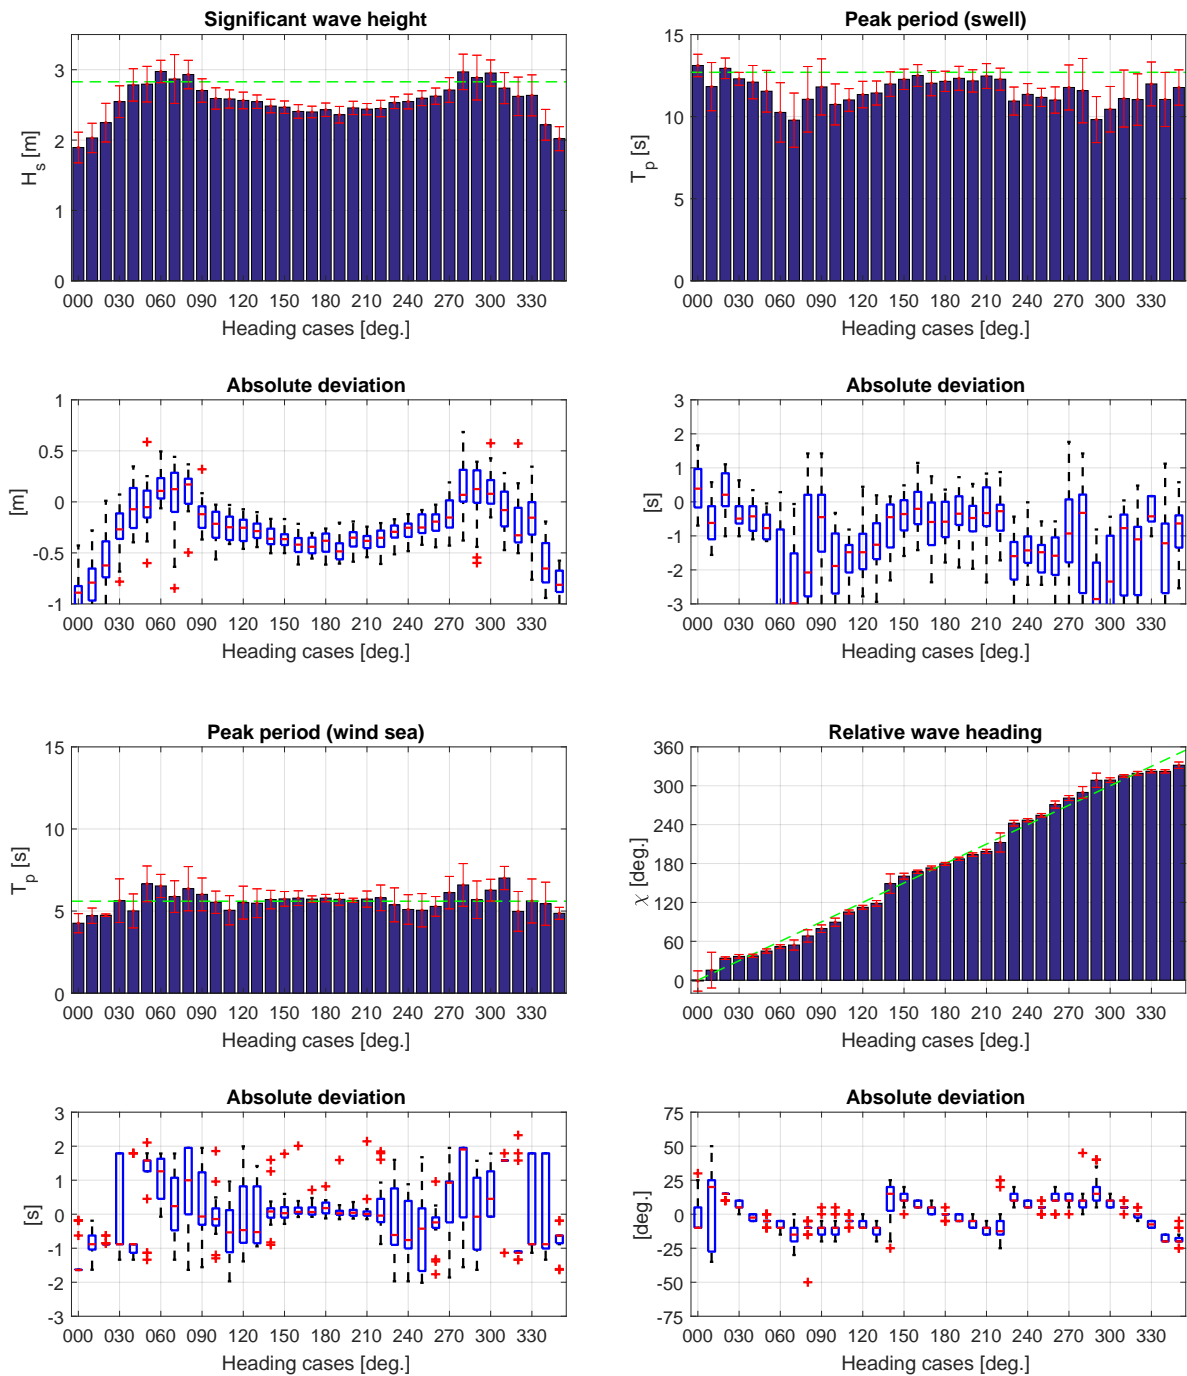 Significant wave height
3
2
1
0
H_s [m]
000 030 060 090 120 150 180 210 240 270 300 330
Heading cases [deg.]
Peak period (swell)
15
10
5
0
T_p [s]
000 030 060 090 120 150 180 210 240 270 300 330
Heading cases [deg.]
Absolute deviation
1
0.5
0
-0.5
-1
[m]
000 030 060 090 120 150 180 210 240 270 300 330
Heading cases [deg.]
Absolute deviation
3
2
1
0
-1
-2
-3
[s]
000 030 060 090 120 150 180 210 240 270 300 330
Heading cases [deg.]
Peak period (wind sea)
15
10
5
0
T_p [s]
000 030 060 090 120 150 180 210 240 270 300 330
Heading cases [deg.]
Relative wave heading
360
300
240
180
120
60
0
χ [deg.]
000 030 060 090 120 150 180 210 240 270 300 330
Heading cases [deg.]
Absolute deviation
3
2
1
0
-1
-2
-3
[s]
000 030 060 090 120 150 180 210 240 270 300 330
Heading cases [deg.]
Absolute deviation
75
50
25
0
-25
-50
-75
[deg.]
000 030 060 090 120 150 180 210 240 270 300 330
Heading cases [deg.]